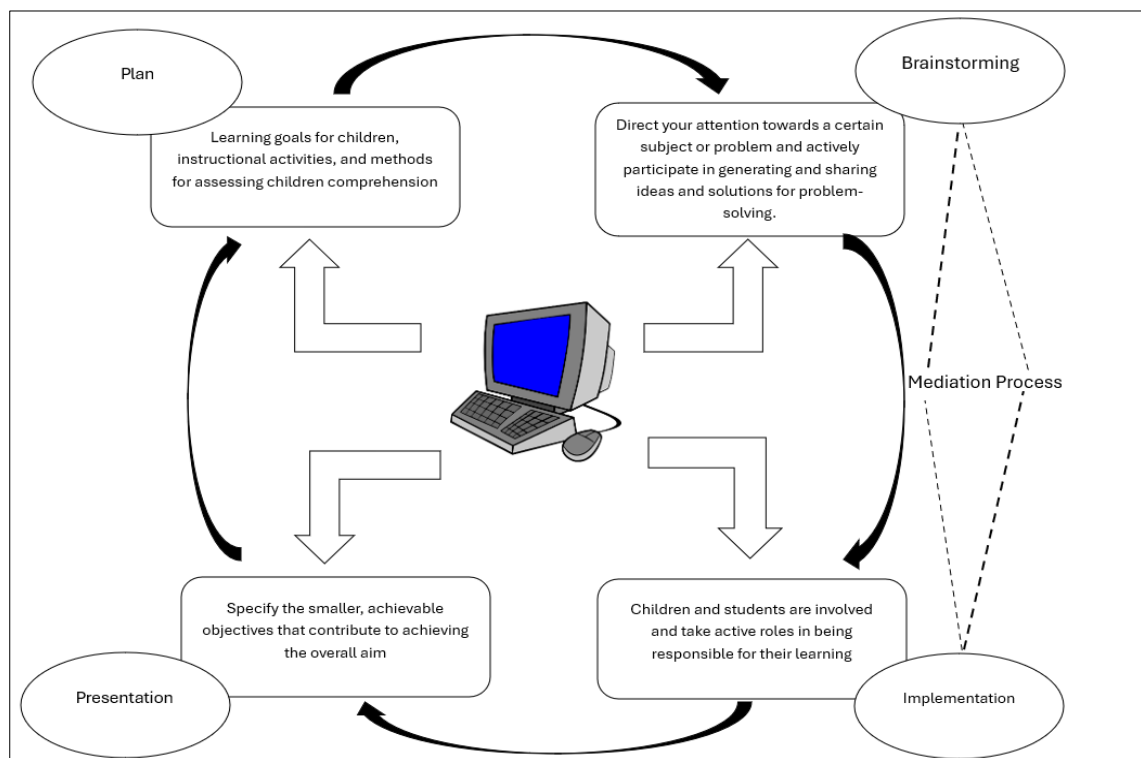 Plan
Learning goals for children,
instructional activities, and methods
for assessing children comprehension
Brainstorming
Direct your attention towards a certain
subject or problem and actively
participate in generating and sharing
ideas and solutions for problem-
solving.
Mediation Process
Specify the smaller, achievable
objectives that contribute to achieving
the overall aim
Presentation
Children and students are involved
and take active roles in being
responsible for their learning
Implementation